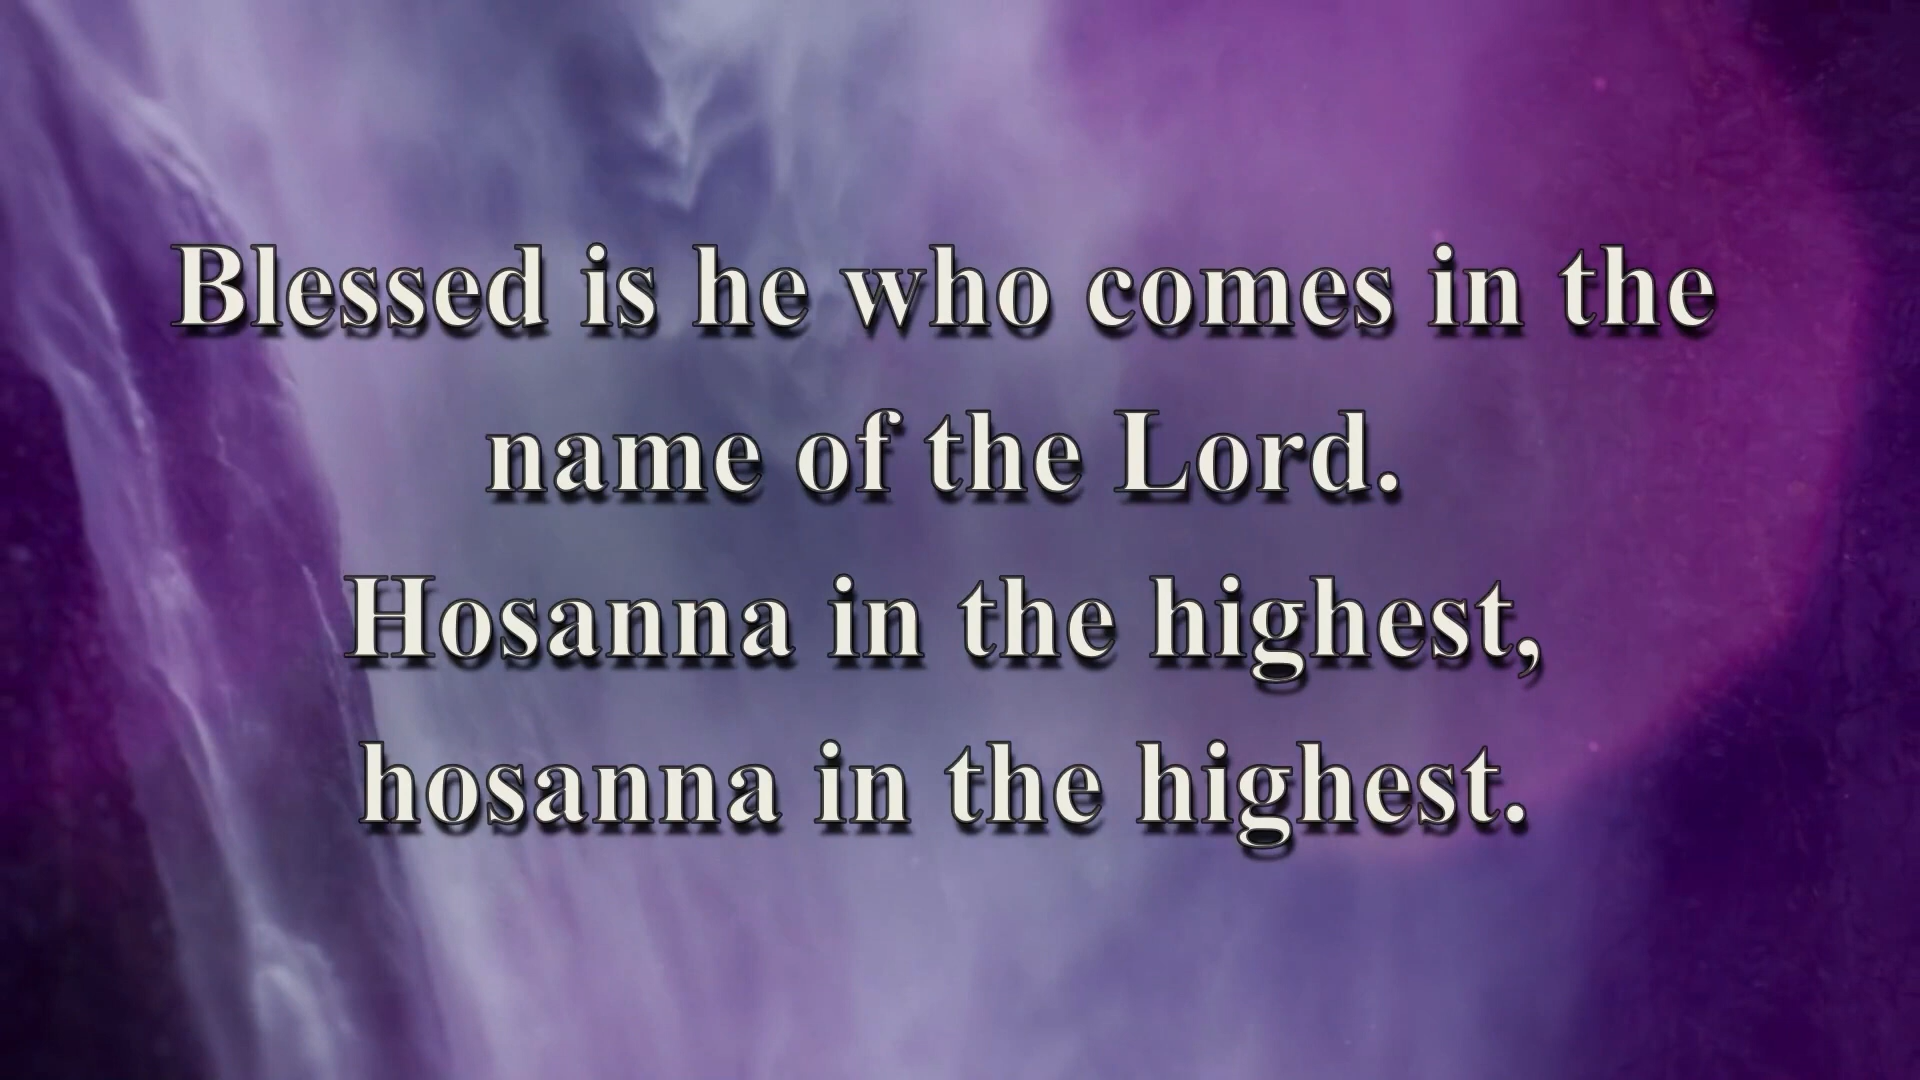 Blessed is he who comes in the
name of the Lord.
Hosanna in the highest,
hosanna in the highest.